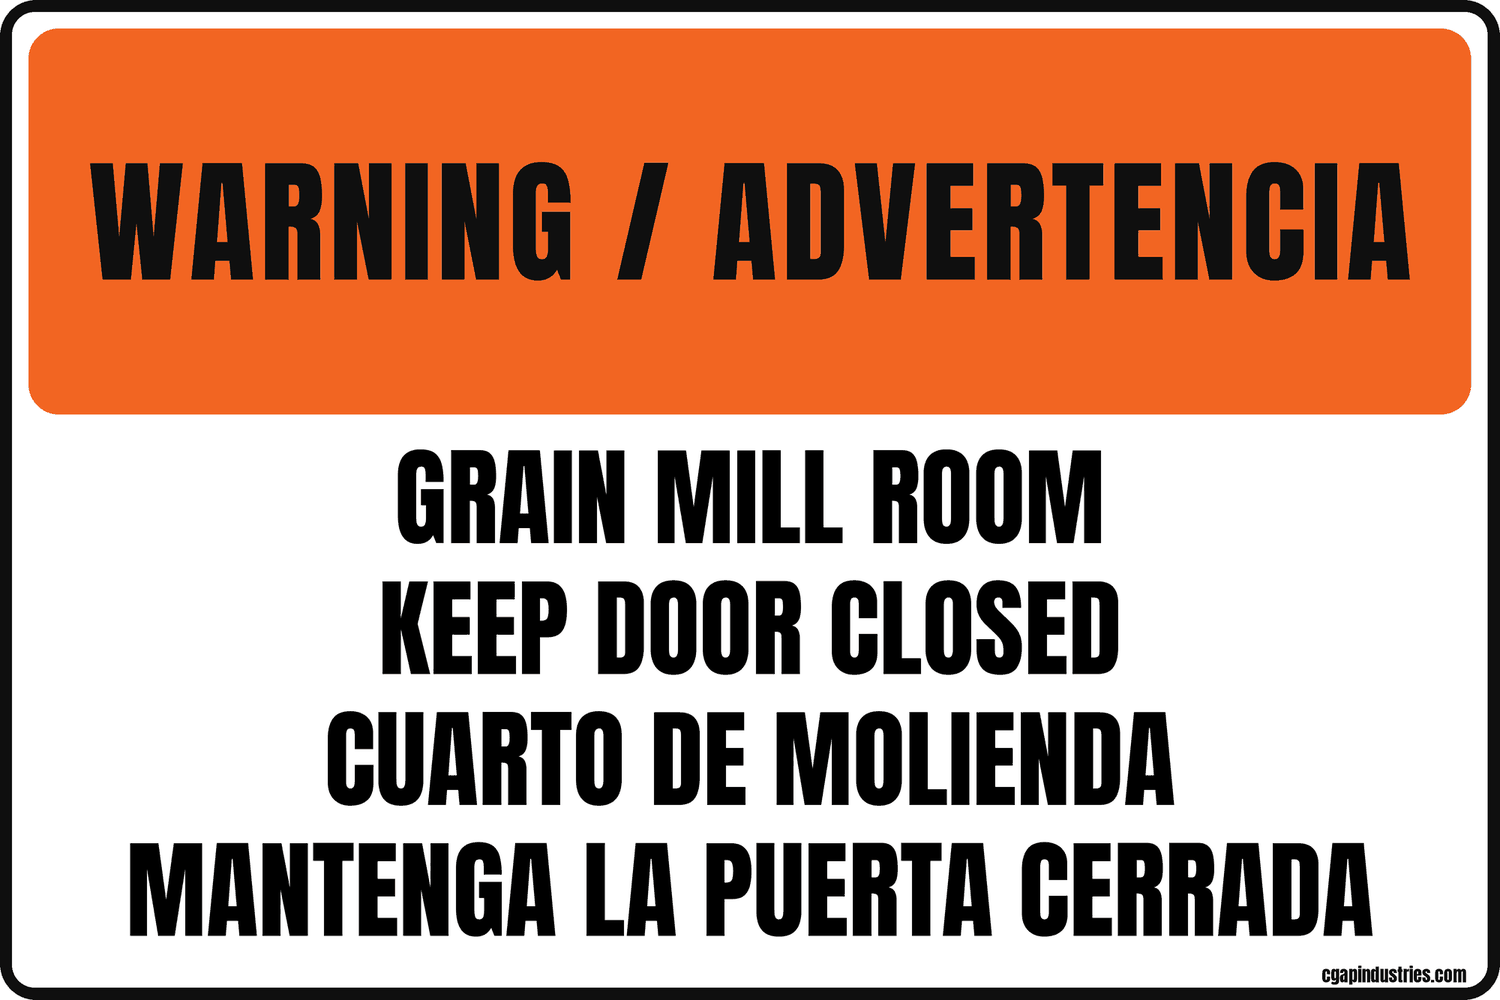 WARNING / ADVERTENCIA
GRAIN MILL ROOM
KEEP DOOR CLOSED
CUARTO DE MOLIENDA
MANTENGA LA PUERTA CERRADA
cgapindustries.com